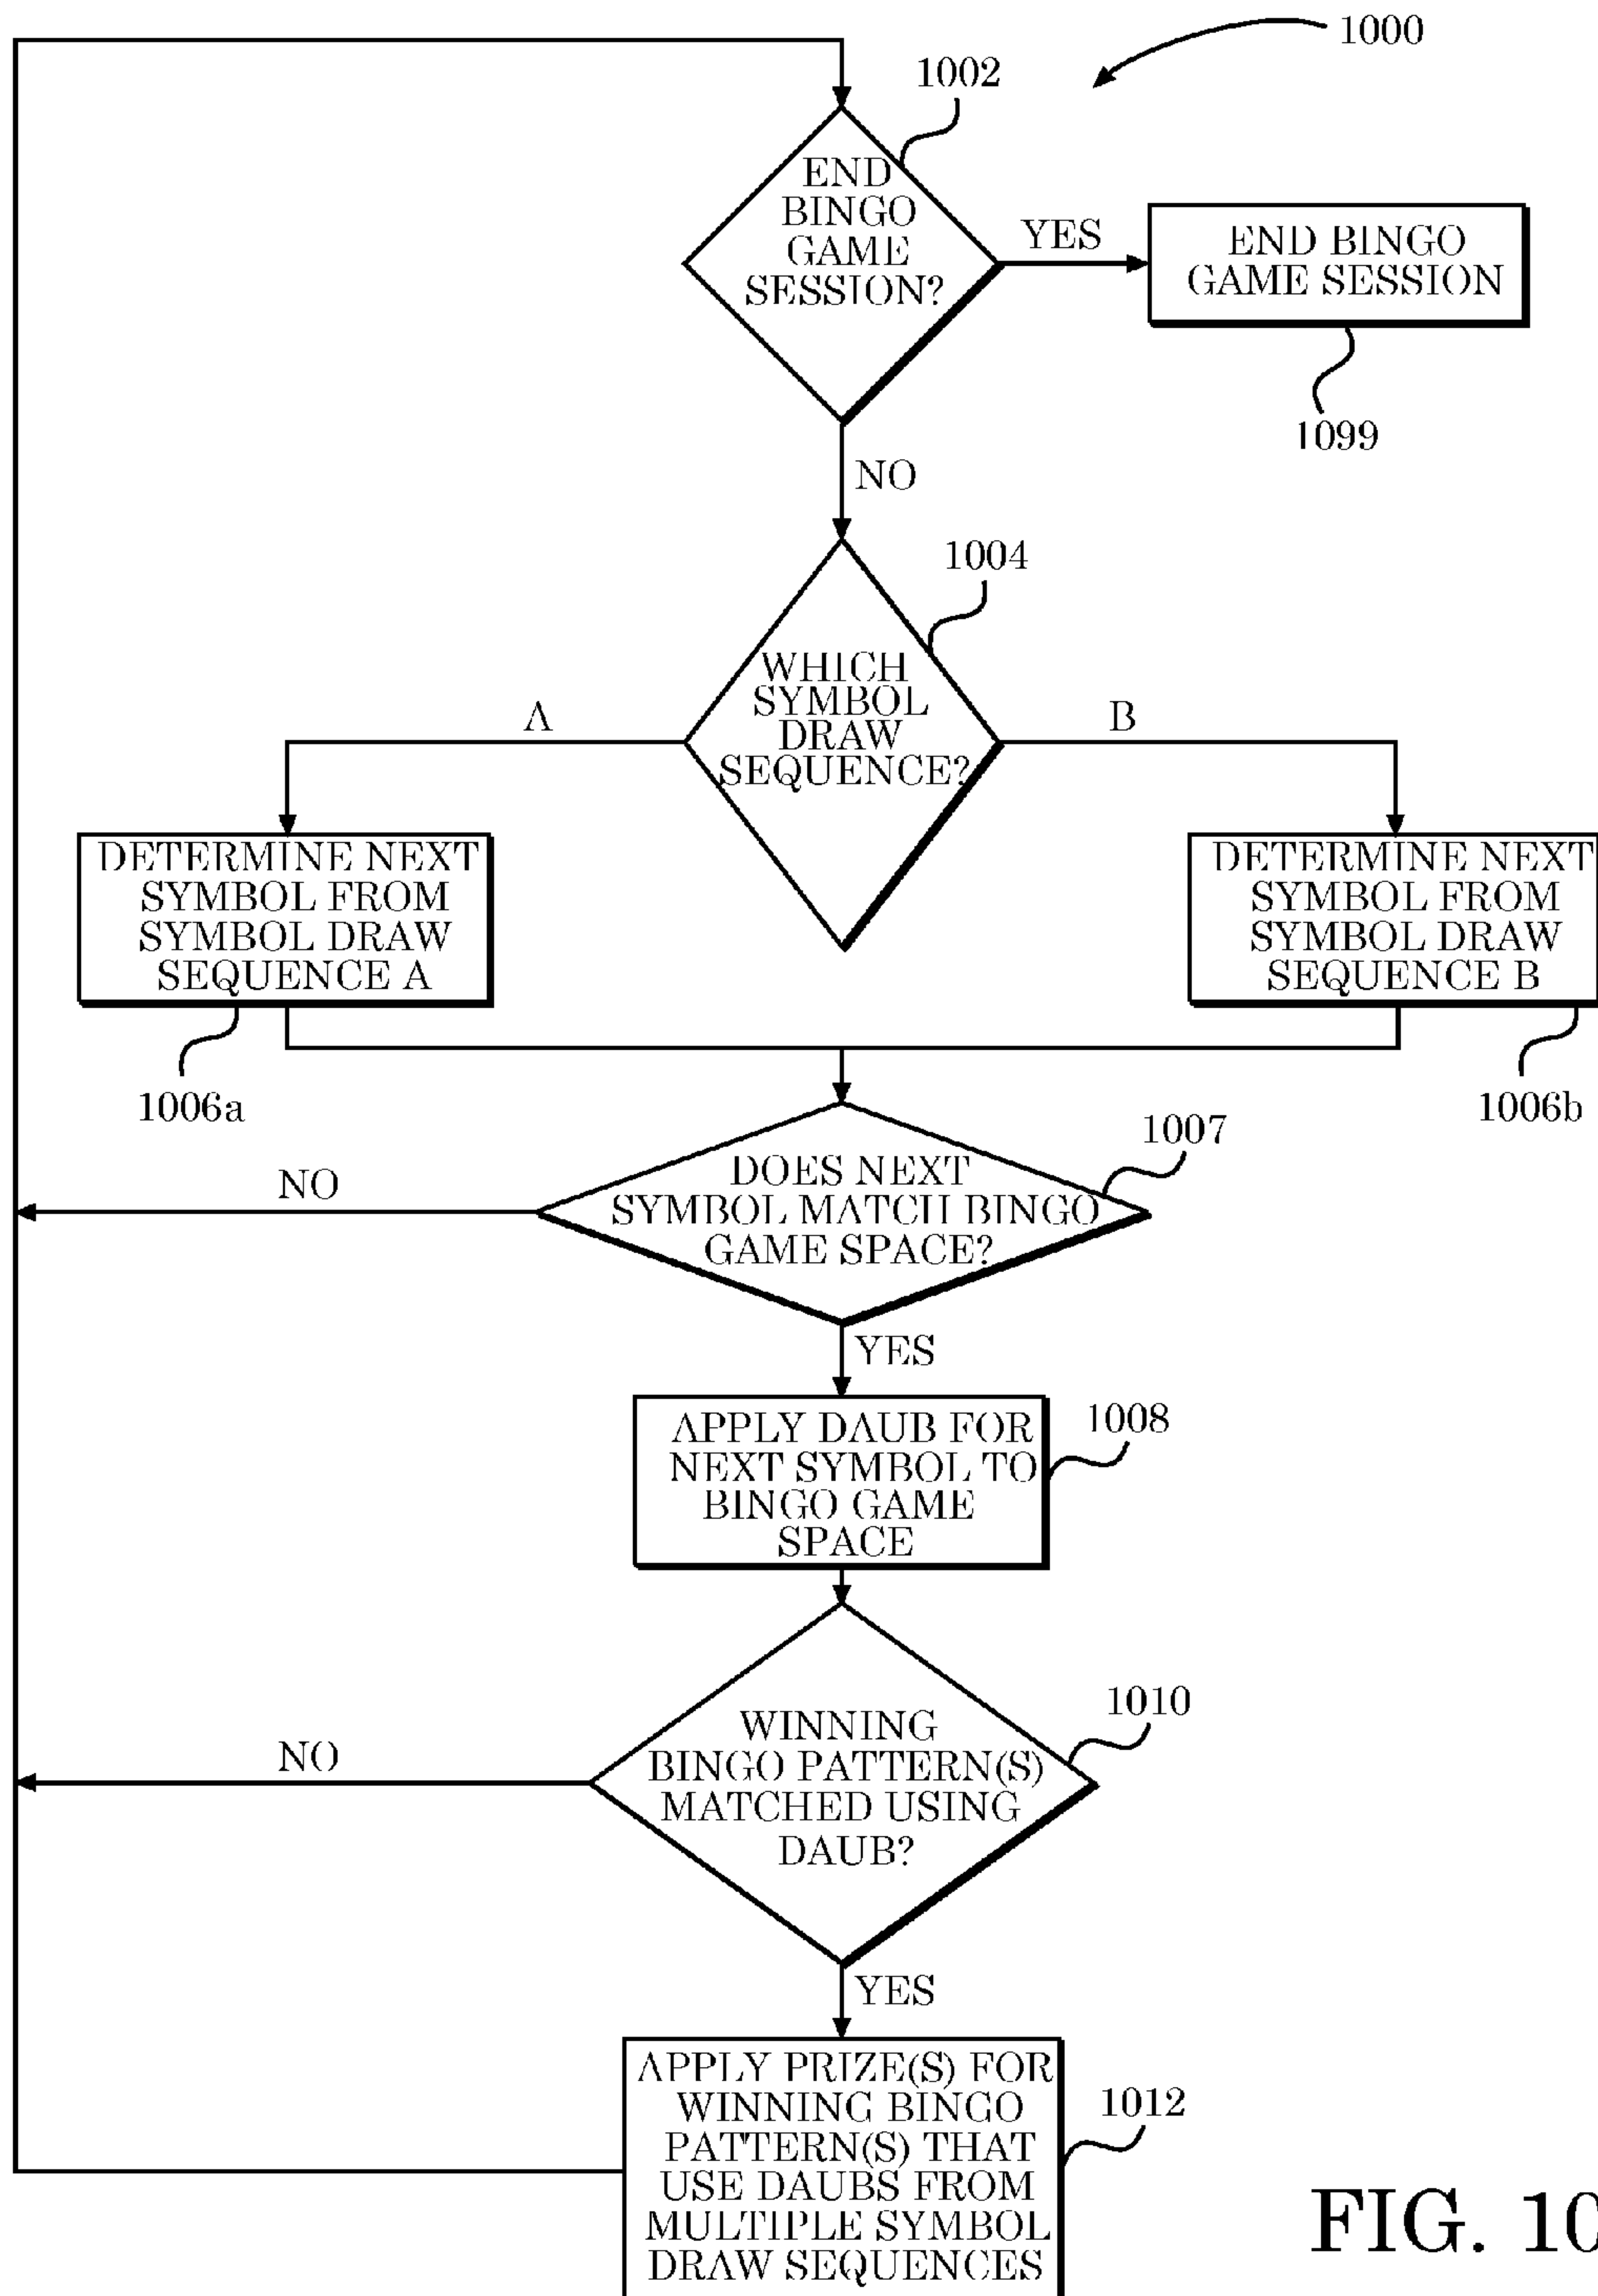 1000
1002
END
BINGO
GAME
SESSION?
YES
END BINGO
GAME SESSION
1099
NO
1004
WHICH
SYMBOL
DRAW
SEQUENCE?
A
B
DETERMINE NEXT
SYMBOL FROM
SYMBOL DRAW
SEQUENCE A
DETERMINE NEXT
SYMBOL FROM
SYMBOL DRAW
SEQUENCE B
1006a
1006b
1007
DOES NEXT
SYMBOL MATCH BINGO
GAME SPACE?
NO
YES
1008
APPLY DAUB FOR
NEXT SYMBOL TO
BINGO GAME
SPACE
1010
WINNING
BINGO PATTERN(S)
MATCHED USING
DAUB?
NO
YES
1012
APPLY PRIZE(S) FOR
WINNING BINGO
PATTERN(S) THAT
USE DAUBS FROM
MULTIPLE SYMBOL
DRAW SEQUENCES
FIG. 10